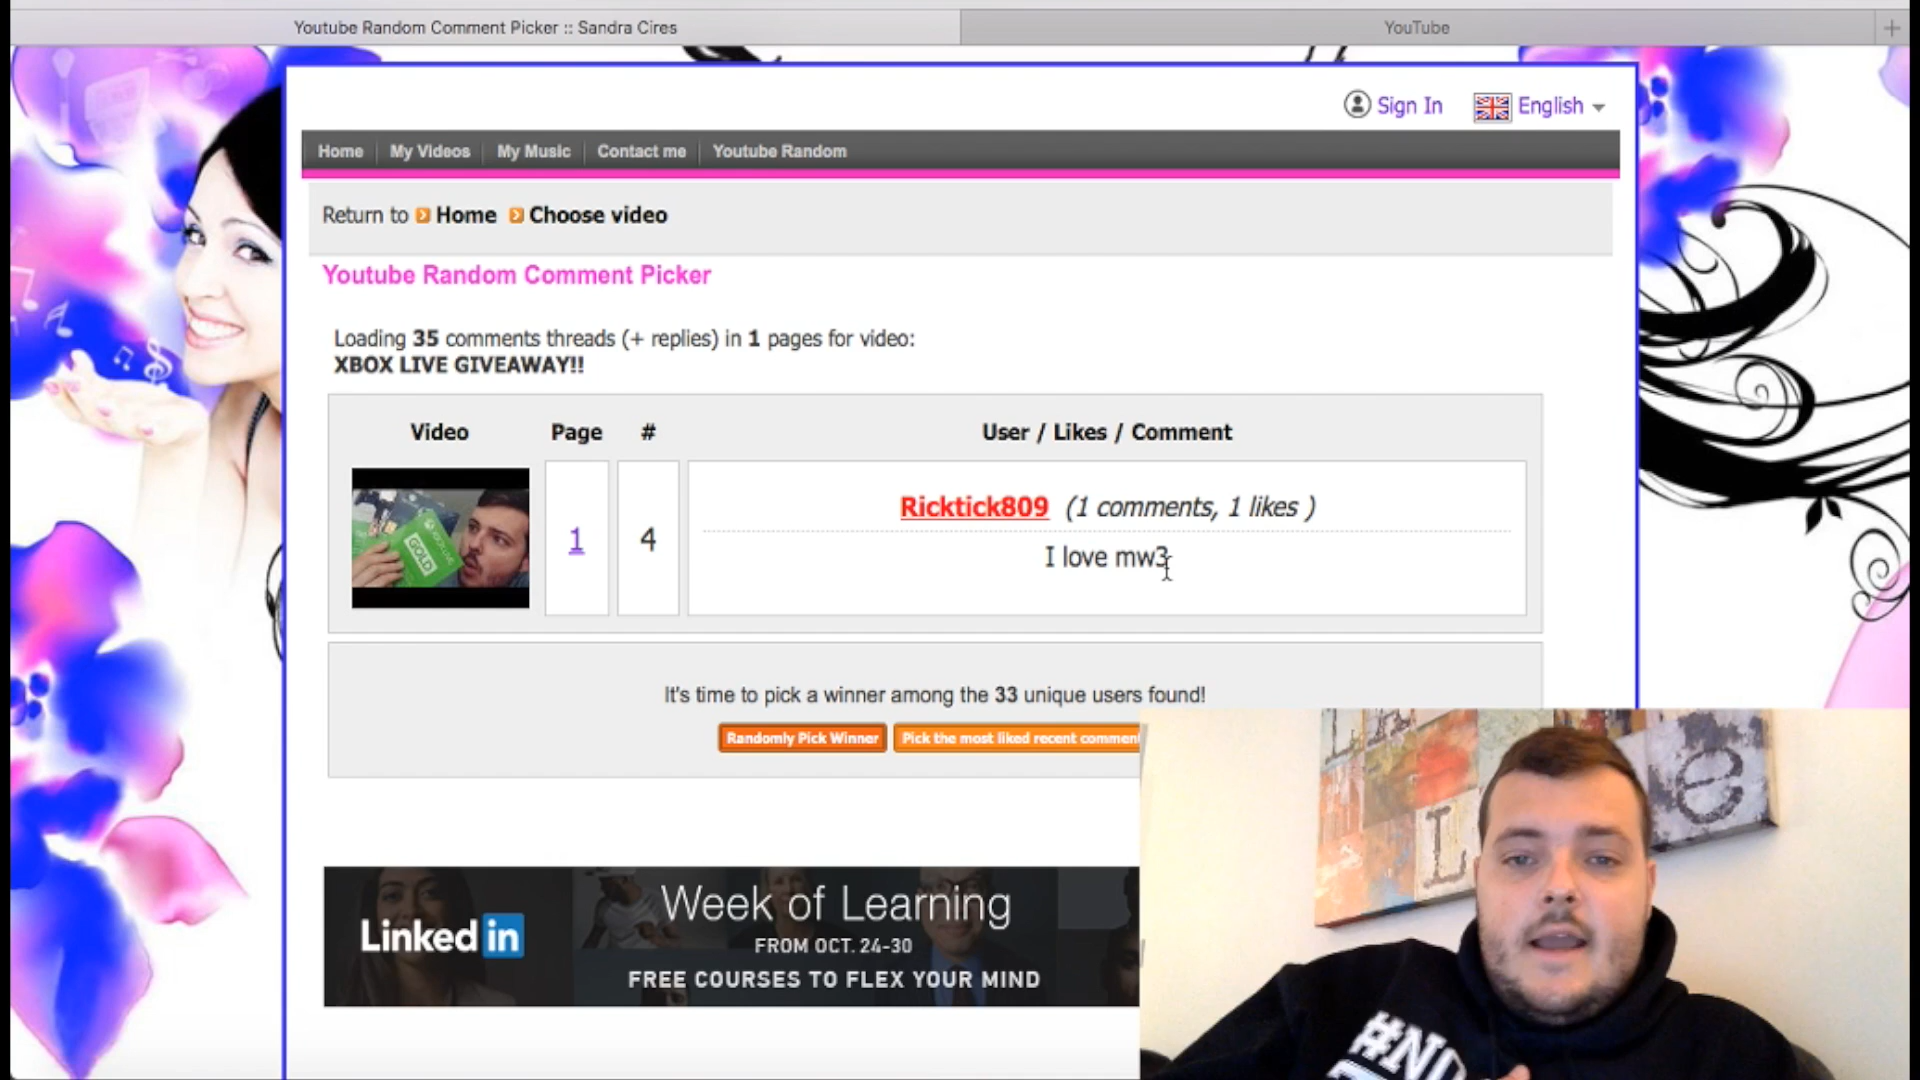 Youtube Random Comment Picker :: Sandra Cires
YouTube
Sign In
English
Home
My Videos
My Music
Contact me
Youtube Random
Return to Home Choose video
Youtube Random Comment Picker
Loading 35 comments threads (+ replies) in 1 pages for video:
XBOX LIVE GIVEAWAY!!
Video
Page
#
User / Likes / Comment
GOLD
1
4
Ricktick809 (1 comments, 1 likes )
I love mw3
It's time to pick a winner among the 33 unique users found!
Randomly Pick Winner
Pick the most liked recent commen
Linked in
Week of Learning
FROM OCT. 24-30
FREE COURSES TO FLEX YOUR MIND
e
L